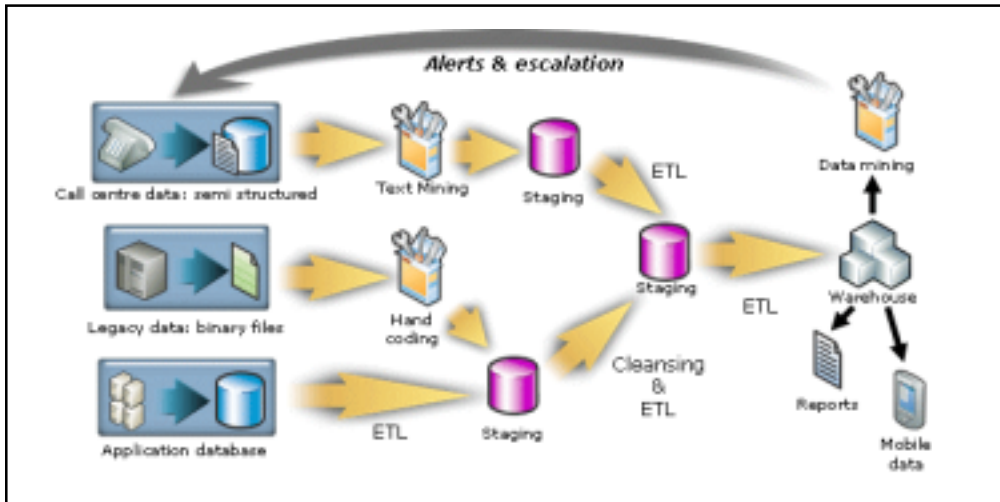 Alerts & escalation
Call centre data: semi structured
Text Mining
Staging
ETL
Data mining
Legacy data: binary files
Hand
coding
Staging
ETL
Warehouse
Application database
ETL
Staging
Cleansing
&
ETL
Reports
Mobile
data